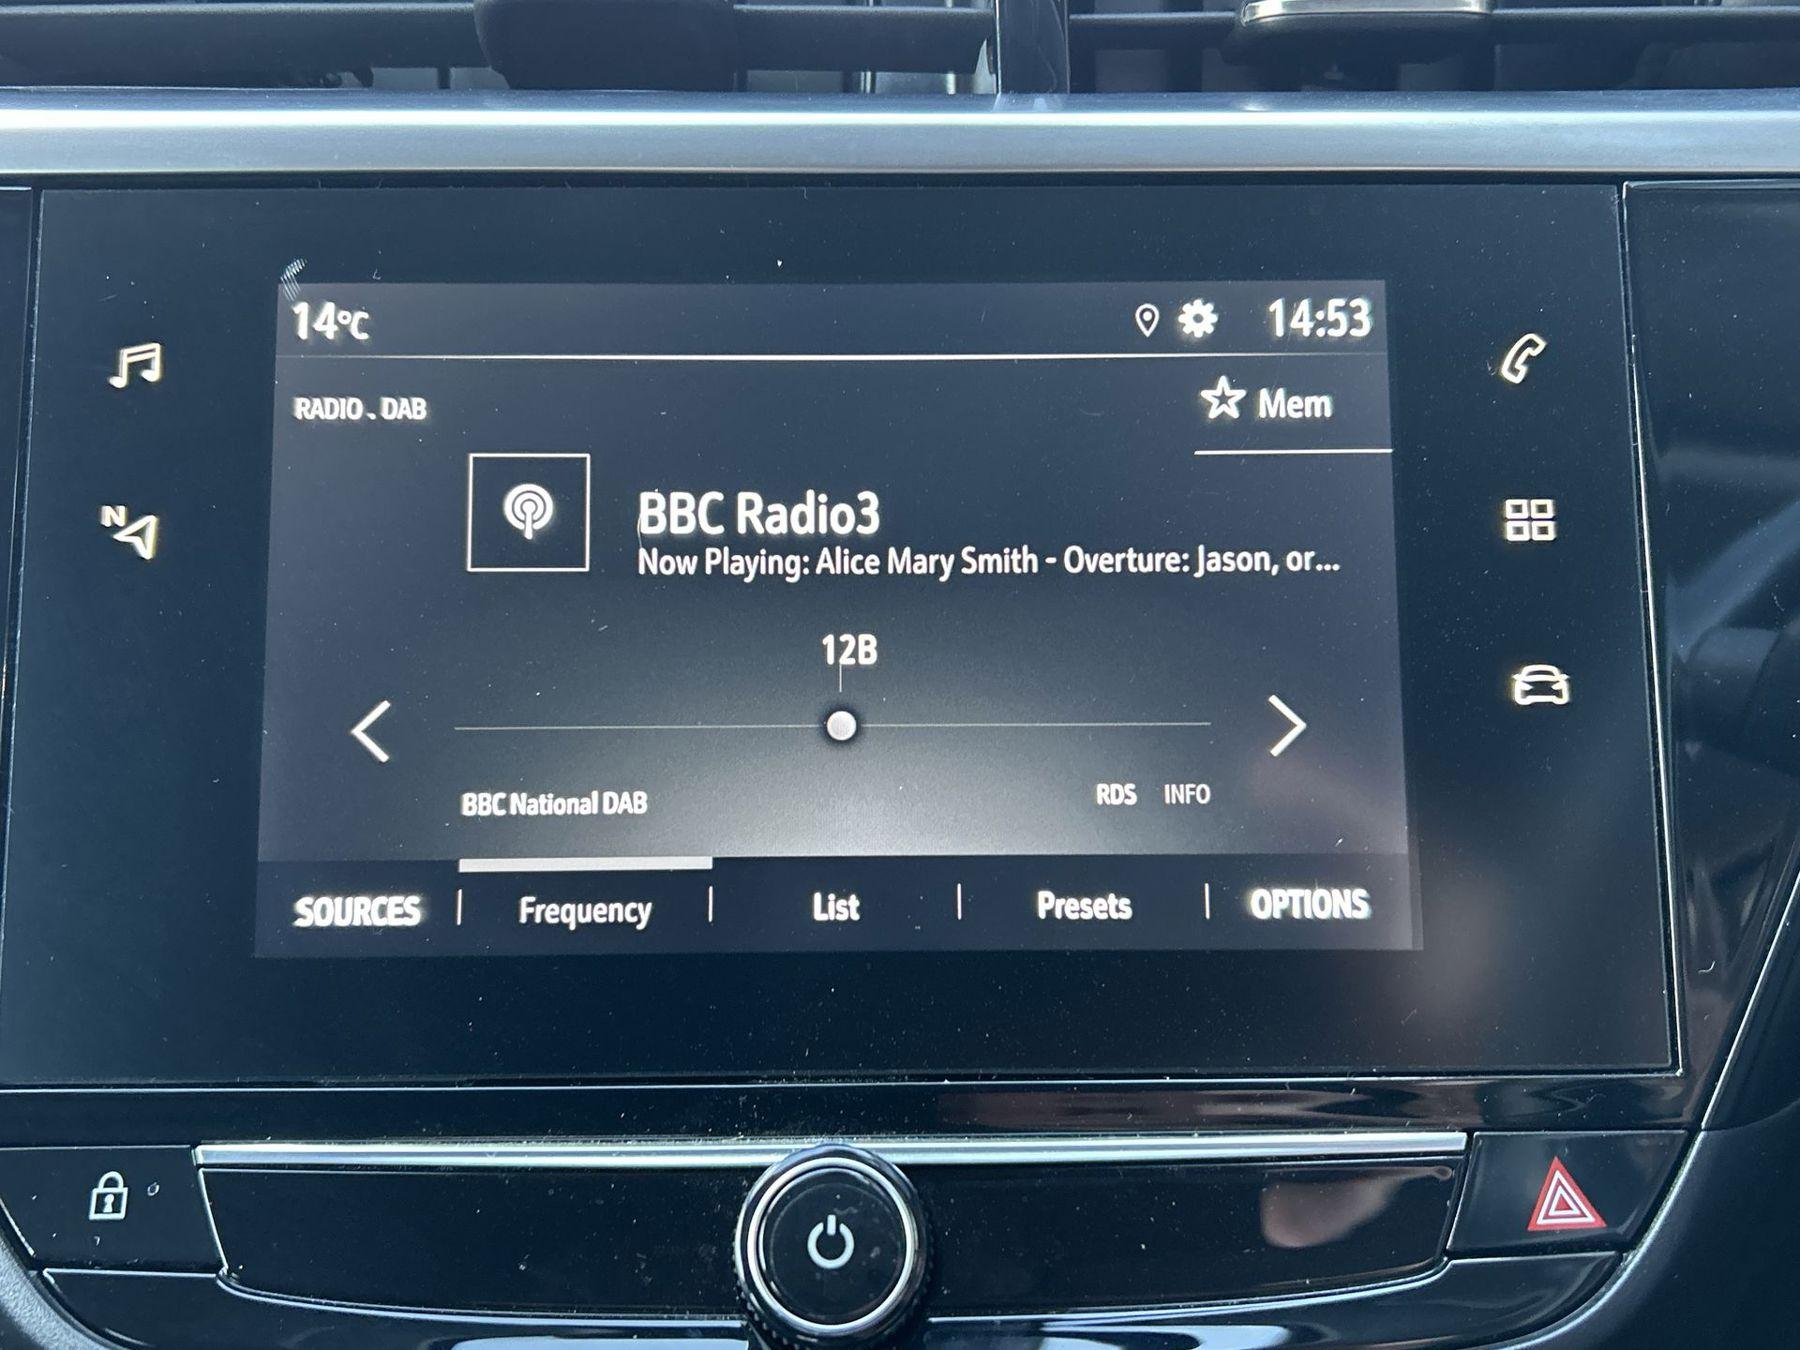 14°C 14:53
RADIO . DAB
Mem
BBC Radio3
Now Playing: Alice Mary Smith - Overture: Jason, or...
12B
BBC National DAB
RDS INFO
SOURCES Frequency List Presets OPTIONS
N